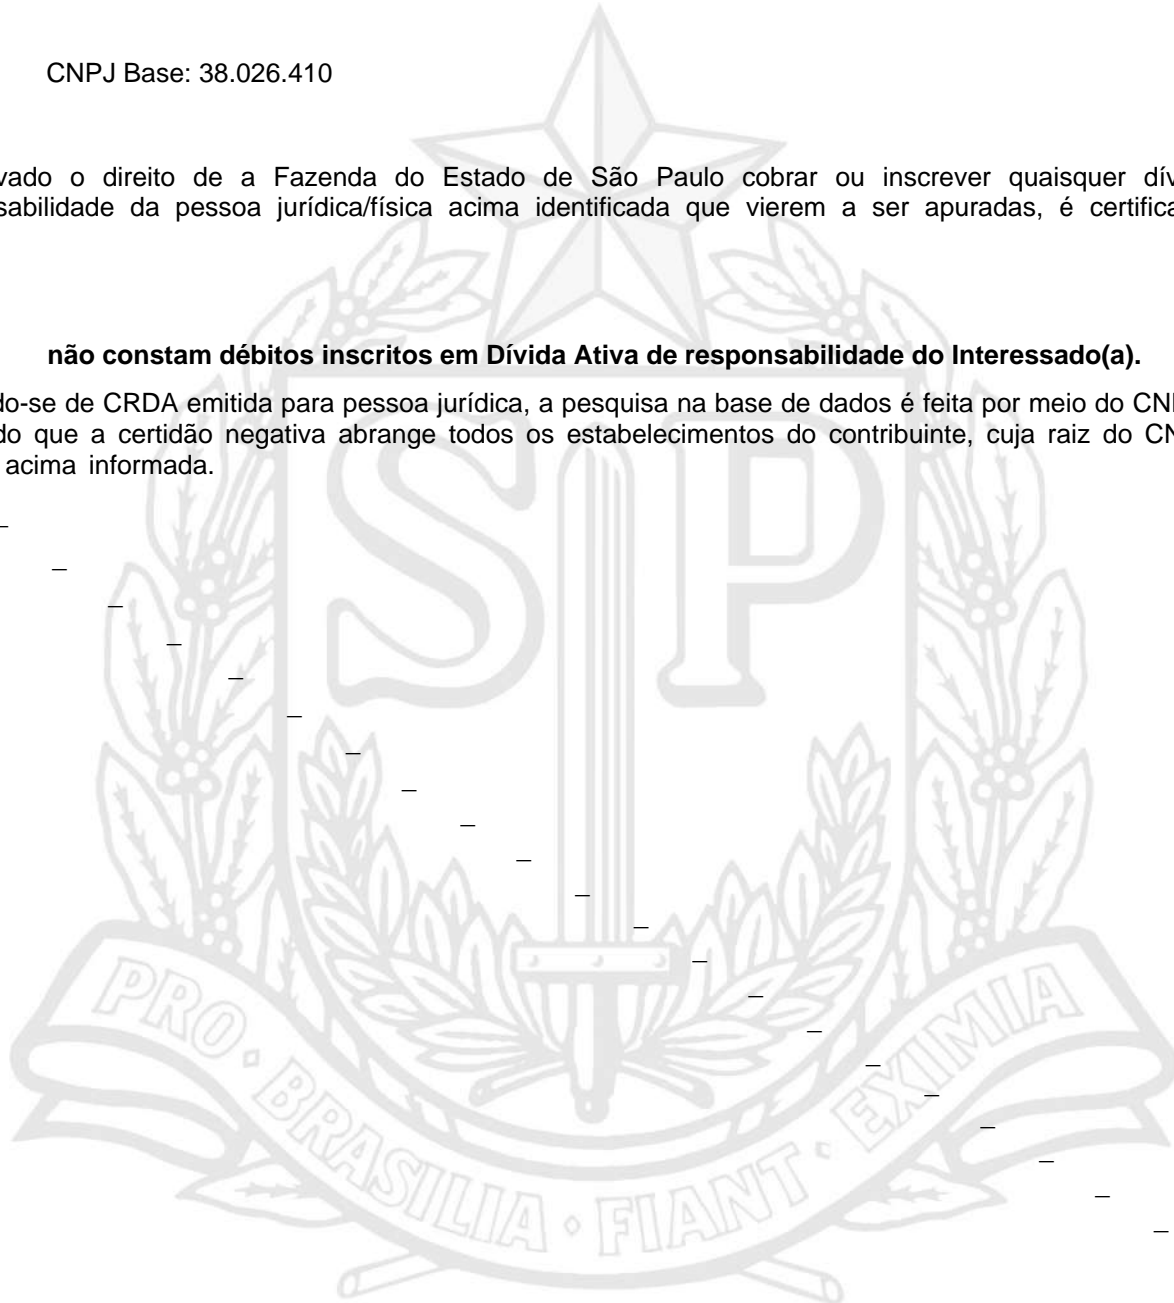 CNPJ Base: 38.026.410
vado o direito de a Fazenda do Estado de São Paulo cobrar ou inscrever quaisquer dív
sabilidade da pessoa jurídica/física acima identificada que vierem a ser apuradas, é certifica
não constam débitos inscritos em Dívida Ativa de responsabilidade do Interessado(a).
do-se de CRDA emitida para pessoa jurídica, a pesquisa na base de dados é feita por meio do CN
do que a certidão negativa abrange todos os estabelecimentos do contribuinte, cuja raiz do CN
acima informada.
SP
PRO · BRASILIA · FIANT · EXIMIA